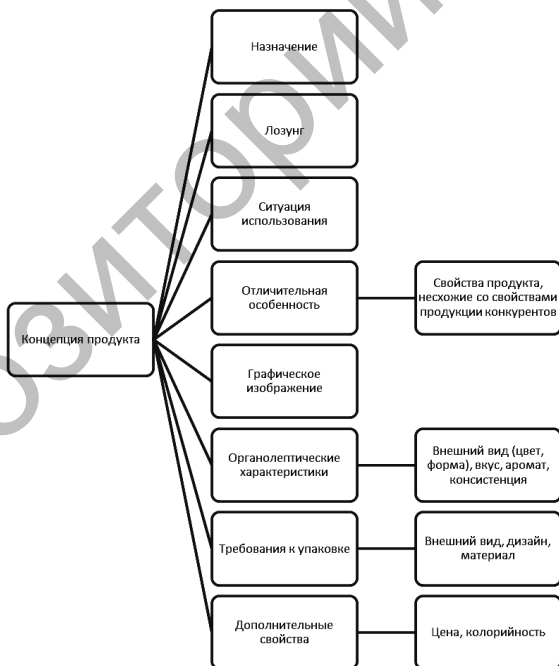 Назначение
Лозунг
Ситуация
использования
Отличительная
особенность
Свойства продукта,
несхожие со свойствами
продукции конкурентов
Концепция продукта
Графическое
изображение
Органолептические
характеристики
Внешний вид (цвет,
форма), вкус, аромат,
консистенция
Требования к упаковке
Внешний вид, дизайн,
материал
Дополнительные
свойства
Цена, колорийность